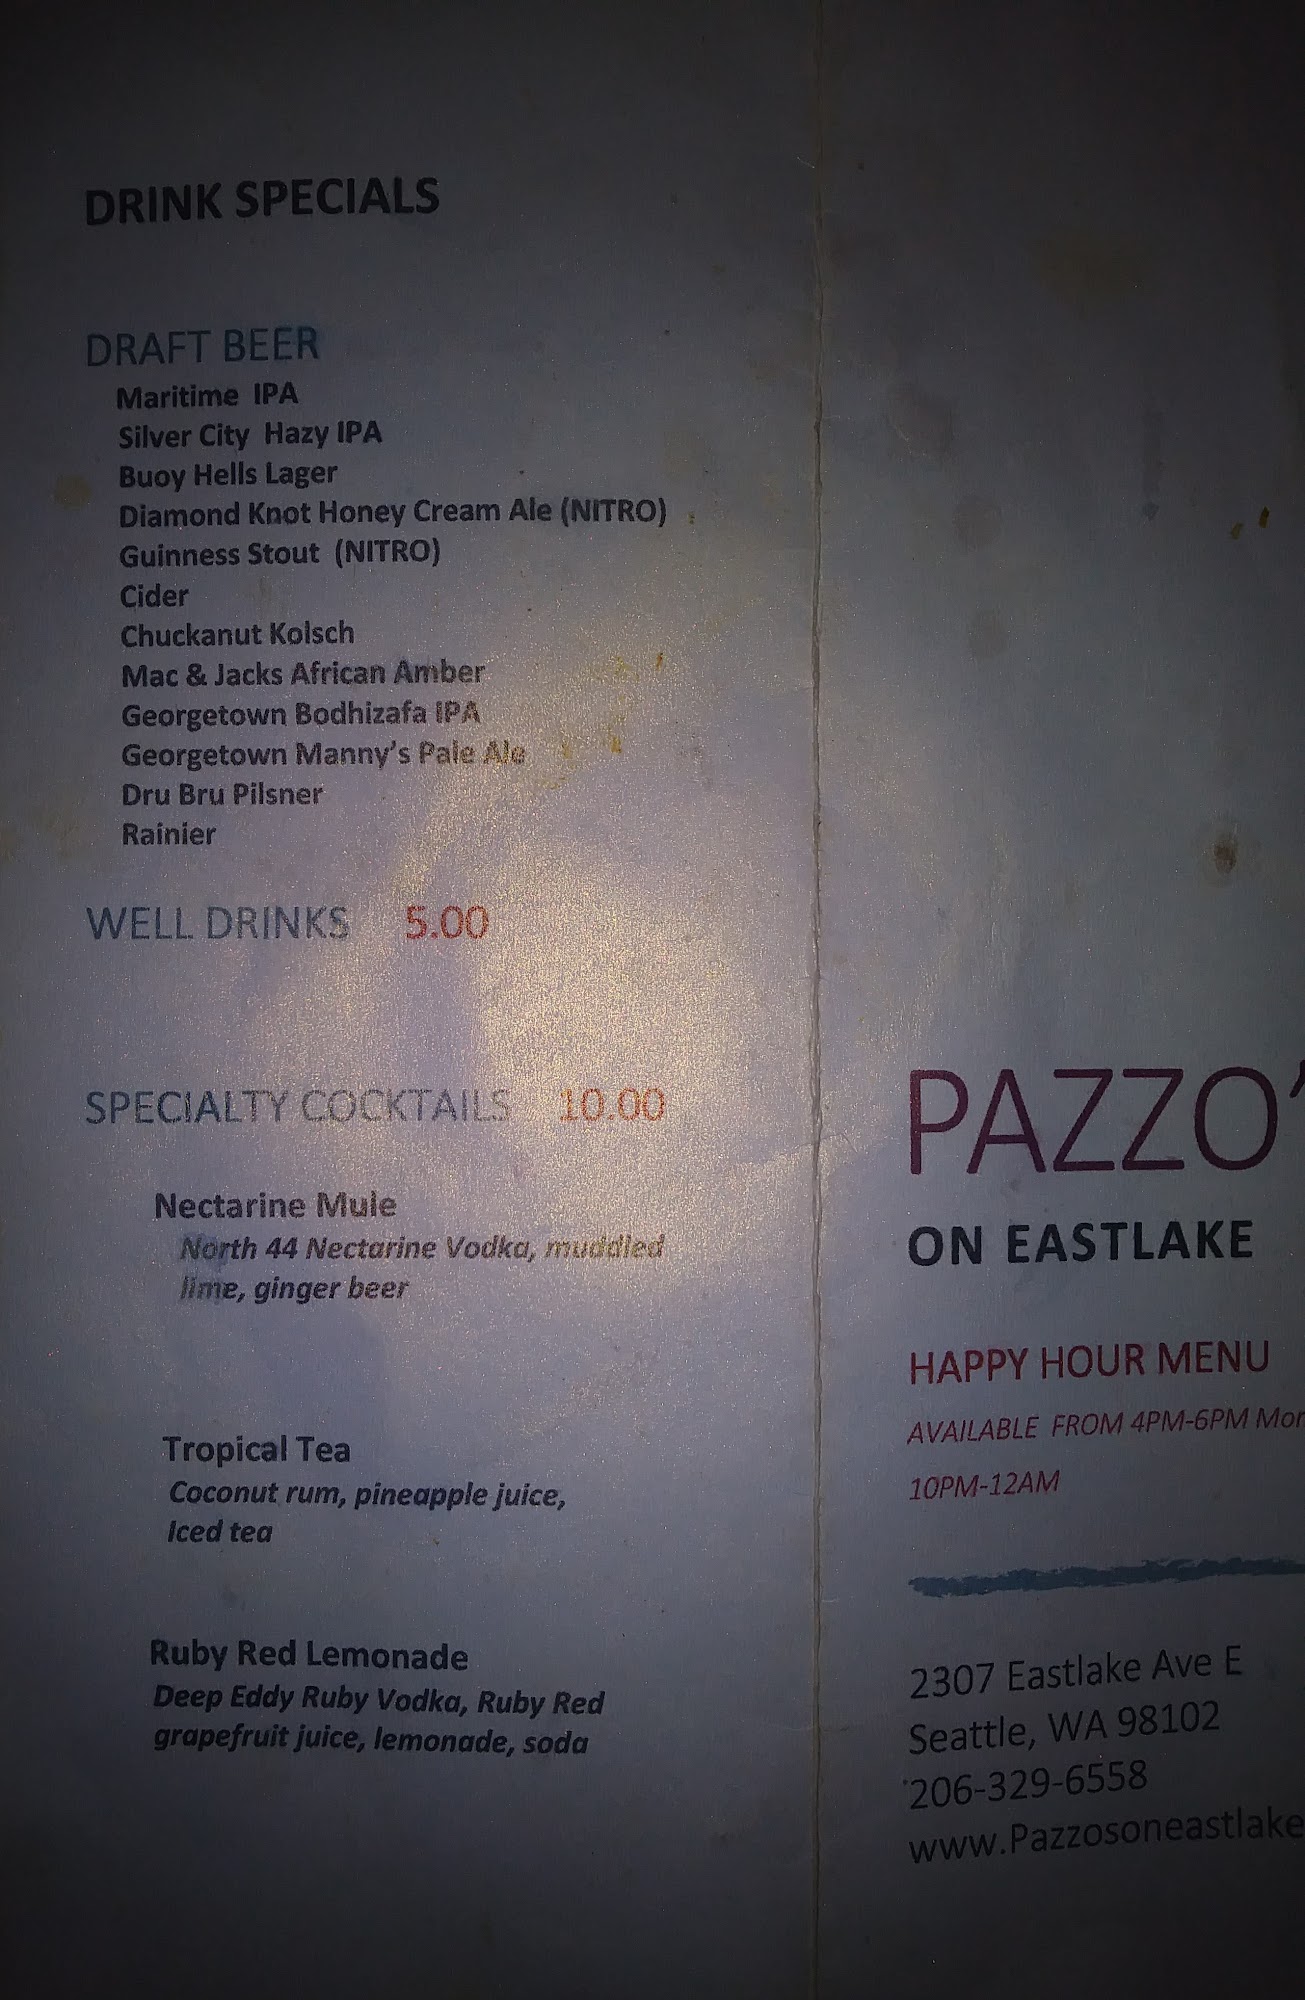 DRINK SPECIALS
DRAFT BEER
Maritime IPA
Silver City Hazy IPA
Buoy Hells Lager
Diamond Knot Honey Cream Ale (NITRO)
Guinness Stout (NITRO)
Cider
Chuckanut Kolsch
Mac & Jacks African Amber
Georgetown Bodhizafa IPA
Georgetown Manny's Pale Ale
Dru Bru Pilsner
Rainier
WELL DRINKS 5.00
SPECIALTY COCKTAILS 10.00
Nectarine Mule
North 44 Nectarine Vodka, muddled
lime, ginger beer
Tropical Tea
Coconut rum, pineapple juice,
Iced tea
Ruby Red Lemonade
Deep Eddy Ruby Vodka, Ruby Red
grapefruit juice, lemonade, soda
PAZZO'
ON EASTLAKE
HAPPY HOUR MENU
AVAILABLE FROM 4PM-6PM Mon
10PM-12AM
2307 Eastlake Ave E
Seattle, WA 98102
206-329-6558
www.Pazzosoneastlake